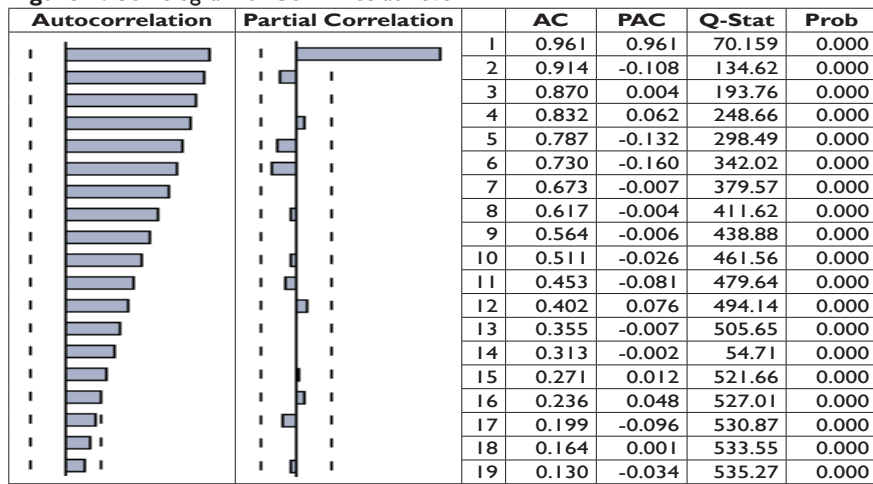 Autocorrelation Partial Correlation AC PAC Q-Stat Prob
1 0.961 0.961 70.159 0.000
2 0.914 -0.108 134.62 0.000
3 0.870 0.004 193.76 0.000
4 0.832 0.062 248.66 0.000
5 0.787 -0.132 298.49 0.000
6 0.730 -0.160 342.02 0.000
7 0.673 -0.007 379.57 0.000
8 0.617 -0.004 411.62 0.000
9 0.564 -0.006 438.88 0.000
10 0.511 -0.026 461.56 0.000
11 0.453 -0.081 479.64 0.000
12 0.402 0.076 494.14 0.000
13 0.355 -0.007 505.65 0.000
14 0.313 -0.002 54.71 0.000
15 0.271 0.012 521.66 0.000
16 0.236 0.048 527.01 0.000
17 0.199 -0.096 530.87 0.000
18 0.164 0.001 533.55 0.000
19 0.130 -0.034 535.27 0.000